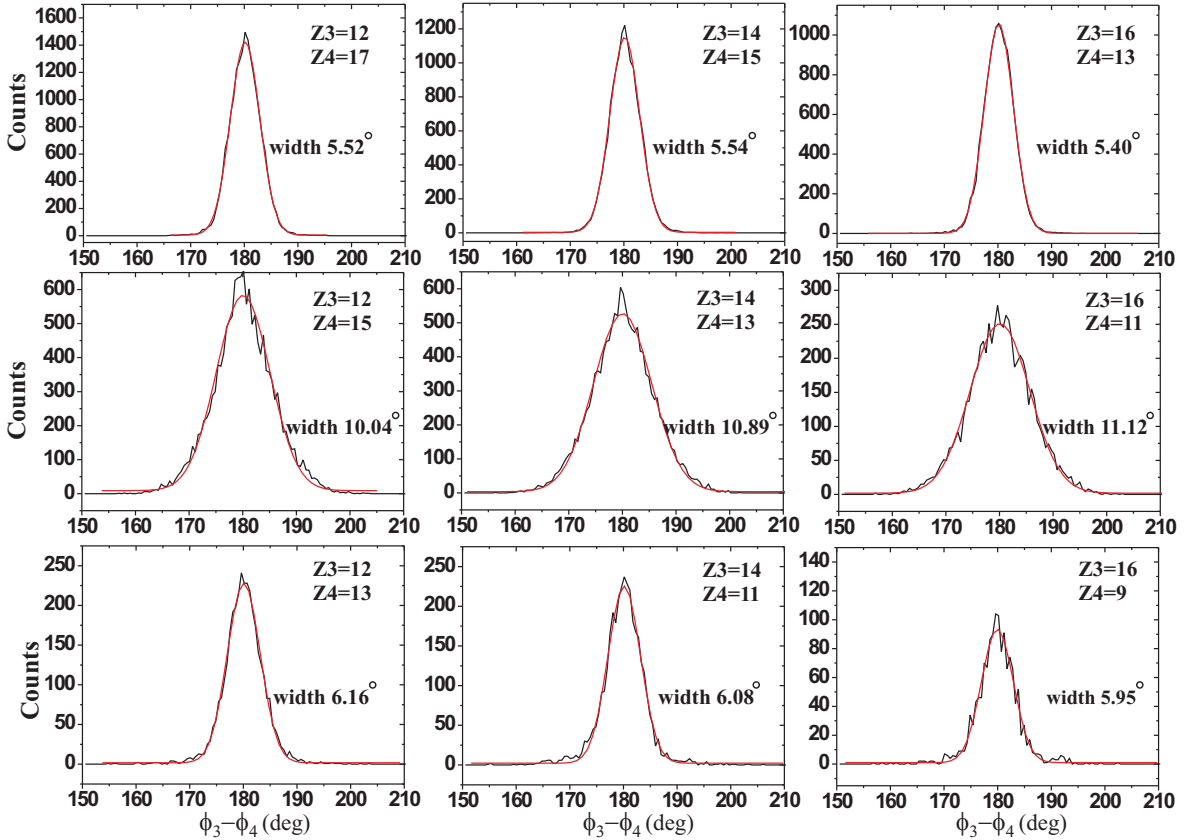 1600
1400
1200
1000
800
600
400
200
0
Counts
Z3=12
Z4=17
width 5.52°
150 160 170 180 190 200 210
1200
1000
800
600
400
200
0
Z3=14
Z4=15
width 5.54°
150 160 170 180 190 200 210
1000
800
600
400
200
0
Z3=16
Z4=13
width 5.40°
150 160 170 180 190 200 210
600
500
400
300
200
100
0
Counts
Z3=12
Z4=15
width 10.04°
150 160 170 180 190 200 210
600
500
400
300
200
100
0
Z3=14
Z4=13
width 10.89°
150 160 170 180 190 200 210
300
250
200
150
100
50
0
Z3=16
Z4=11
width 11.12°
150 160 170 180 190 200 210
250
200
150
100
50
0
Counts
Z3=12
Z4=13
width 6.16°
150 160 170 180 190 200 210
ϕ₃−ϕ₄ (deg)
250
200
150
100
50
0
Z3=14
Z4=11
width 6.08°
150 160 170 180 190 200 210
ϕ₃−ϕ₄ (deg)
140
120
100
80
60
40
20
0
Z3=16
Z4=9
width 5.95°
150 160 170 180 190 200 210
ϕ₃−ϕ₄ (deg)